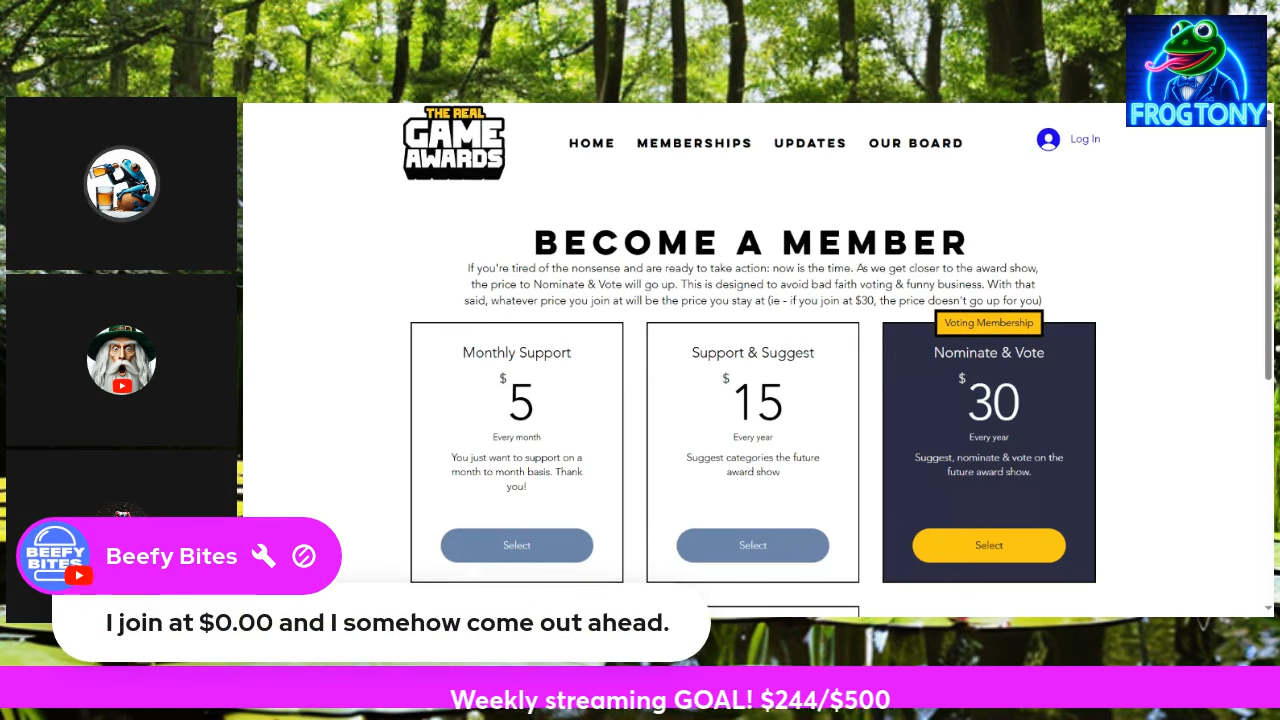 FROGTONY
THE REAL
GAME
AWARDS
HOME MEMBERSHIPS UPDATES OUR BOARD
Log In
BECOME A MEMBER
If you're tired of the nonsense and are ready to take action: now is the time. As we get closer to the award show,
the price to Nominate & Vote will go up. This is designed to avoid bad faith voting & funny business. With that
said, whatever price you join at will be the price you stay at (ie - if you join at $30, the price doesn't go up for you)
Monthly Support
$5
Every month
You just want to support on a
month to month basis. Thank
you!
Select
Support & Suggest
$15
Every year
Suggest categories the future
award show
Select
Voting Membership
Nominate & Vote
$30
Every year
Suggest, nominate & vote on the
future award show.
Select
BEEFY
BITES
Beefy Bites
I join at $0.00 and I somehow come out ahead.
Weekly streaming GOAL! $244/$500